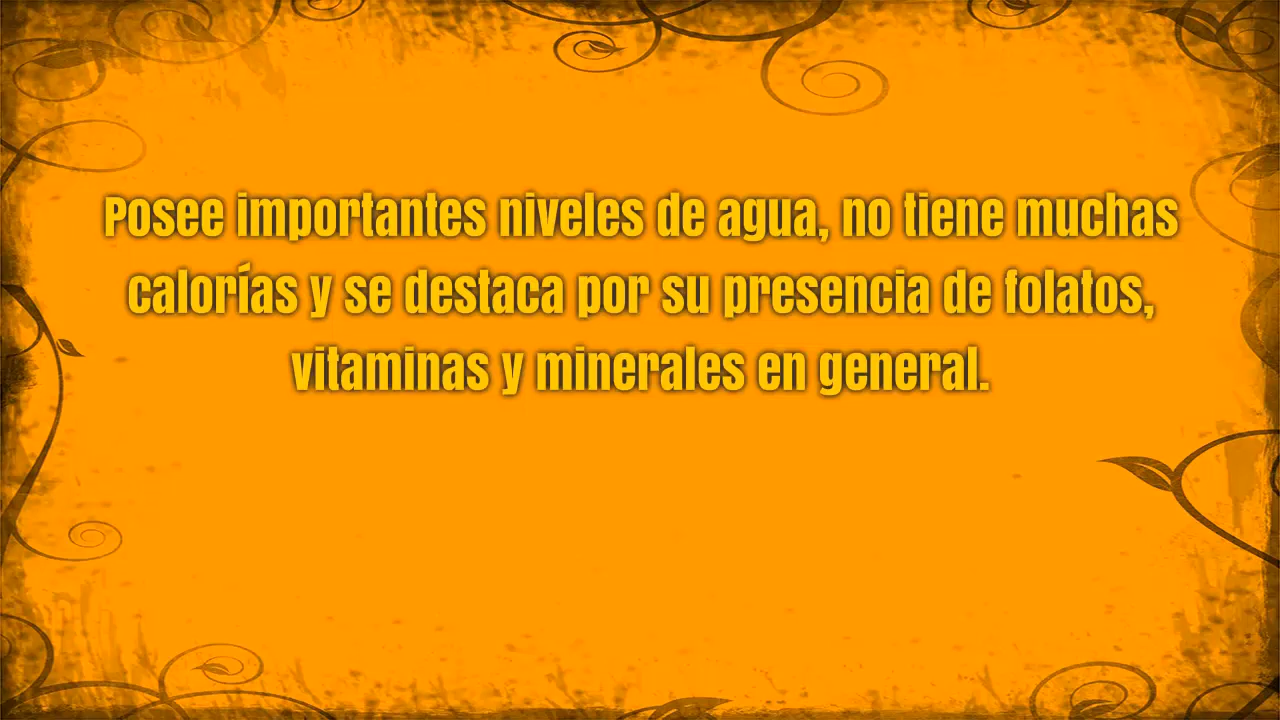 Posee importantes niveles de agua, no tiene muchas
calorías y se destaca por su presencia de folatos,
vitaminas y minerales en general.